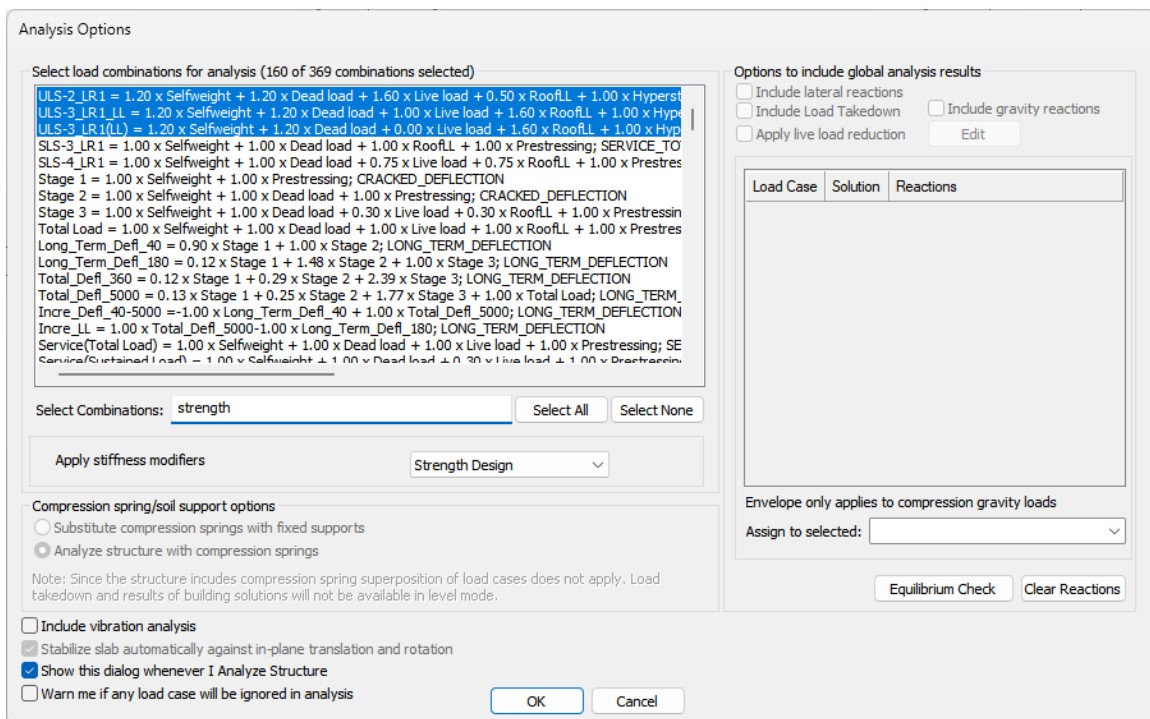 Analysis Options
Select load combinations for analysis (160 of 369 combinations selected)
ULS-2_LR1 = 1.20 x Selfweight + 1.20 x Dead load + 1.60 x Live load + 0.50 x RoofLL + 1.00 x Hyperst
ULS-3_LR1_LL = 1.20 x Selfweight + 1.20 x Dead load + 1.00 x Live load + 1.60 x RoofLL + 1.00 x Hype
ULS-3_LR1(LL) = 1.20 x Selfweight + 1.20 x Dead load + 0.00 x Live load + 1.60 x RoofLL + 1.00 x Hyp
SLS-3_LR1 = 1.00 x Selfweight + 1.00 x Dead load + 1.00 x RoofLL + 1.00 x Prestressing; SERVICE_TO
SLS-4_LR1 = 1.00 x Selfweight + 1.00 x Dead load + 0.75 x Live load + 0.75 x RoofLL + 1.00 x Prestres
Stage 1 = 1.00 x Selfweight + 1.00 x Prestressing; CRACKED_DEFLECTION
Stage 2 = 1.00 x Selfweight + 1.00 x Dead load + 1.00 x Prestressing; CRACKED_DEFLECTION
Stage 3 = 1.00 x Selfweight + 1.00 x Dead load + 0.30 x Live load + 0.30 x RoofLL + 1.00 x Prestressin
Total Load = 1.00 x Selfweight + 1.00 x Dead load + 1.00 x Live load + 1.00 x RoofLL + 1.00 x Prestres
Long_Term_Defl_40 = 0.90 x Stage 1 + 1.00 x Stage 2; LONG_TERM_DEFLECTION
Long_Term_Defl_180 = 0.12 x Stage 1 + 1.48 x Stage 2 + 1.00 x Stage 3; LONG_TERM_DEFLECTION
Total_Defl_360 = 0.12 x Stage 1 + 0.29 x Stage 2 + 2.39 x Stage 3; LONG_TERM_DEFLECTION
Total_Defl_5000 = 0.13 x Stage 1 + 0.25 x Stage 2 + 1.77 x Stage 3 + 1.00 x Total Load; LONG_TERM_
Incre_Defl_40-5000 =-1.00 x Long_Term_Defl_40 + 1.00 x Total_Defl_5000; LONG_TERM_DEFLECTION
Incre_LL = 1.00 x Total_Defl_5000-1.00 x Long_Term_Defl_180; LONG_TERM_DEFLECTION
Service(Total Load) = 1.00 x Selfweight + 1.00 x Dead load + 1.00 x Live load + 1.00 x Prestressing; SE
Service(Sustained Load) = 1.00 x Selfweight + 1.00 x Dead load + 0.30 x Live load + 1.00 x Prestressin
Select Combinations: strength Select All Select None
Apply stiffness modifiers Strength Design
Compression spring/soil support options
Substitute compression springs with fixed supports
Analyze structure with compression springs
Note: Since the structure incudes compression spring superposition of load cases does not apply. Load
takedown and results of building solutions will not be available in level mode.
Include vibration analysis
Stabilize slab automatically against in-plane translation and rotation
Show this dialog whenever I Analyze Structure
Warn me if any load case will be ignored in analysis
OK Cancel
Options to include global analysis results
Include lateral reactions
Include Load Takedown Include gravity reactions
Apply live load reduction Edit
Load Case Solution Reactions
Envelope only applies to compression gravity loads
Assign to selected:
Equilibrium Check Clear Reactions